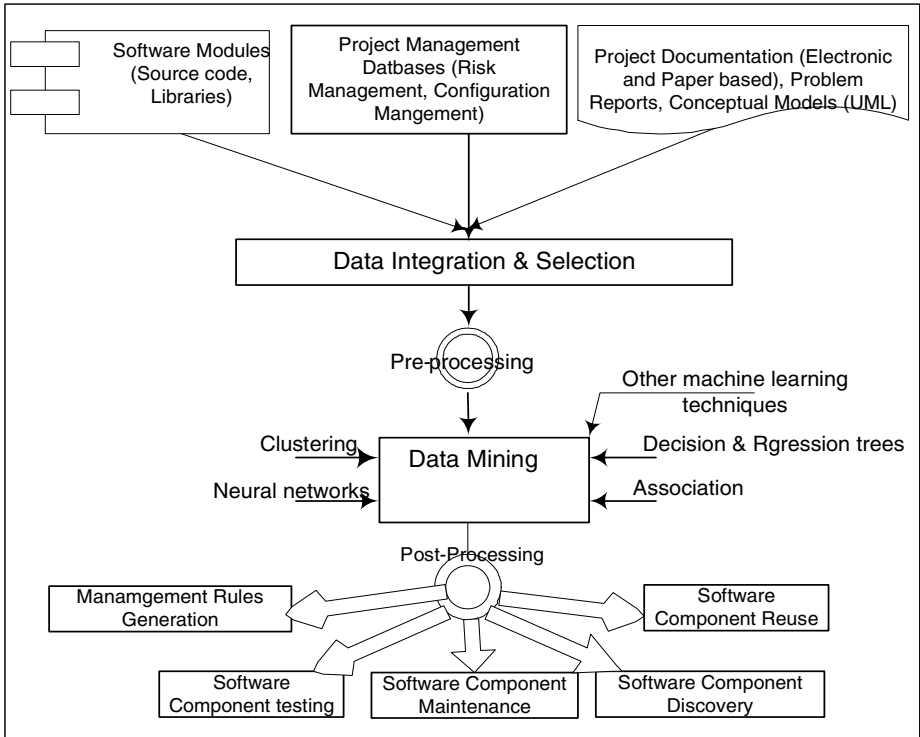 Software Modules
(Source code,
Libraries)
Project Management
Datbases (Risk
Management, Configuration
Mangement)
Project Documentation (Electronic
and Paper based), Problem
Reports, Conceptual Models (UML)
Data Integration & Selection
Pre-processing
Other machine learning
techniques
Clustering
Data Mining
Decision & Rgression trees
Neural networks
Association
Post-Processing
Manamgement Rules
Generation
Software
Component Reuse
Software
Component testing
Software Component
Maintenance
Software Component
Discovery